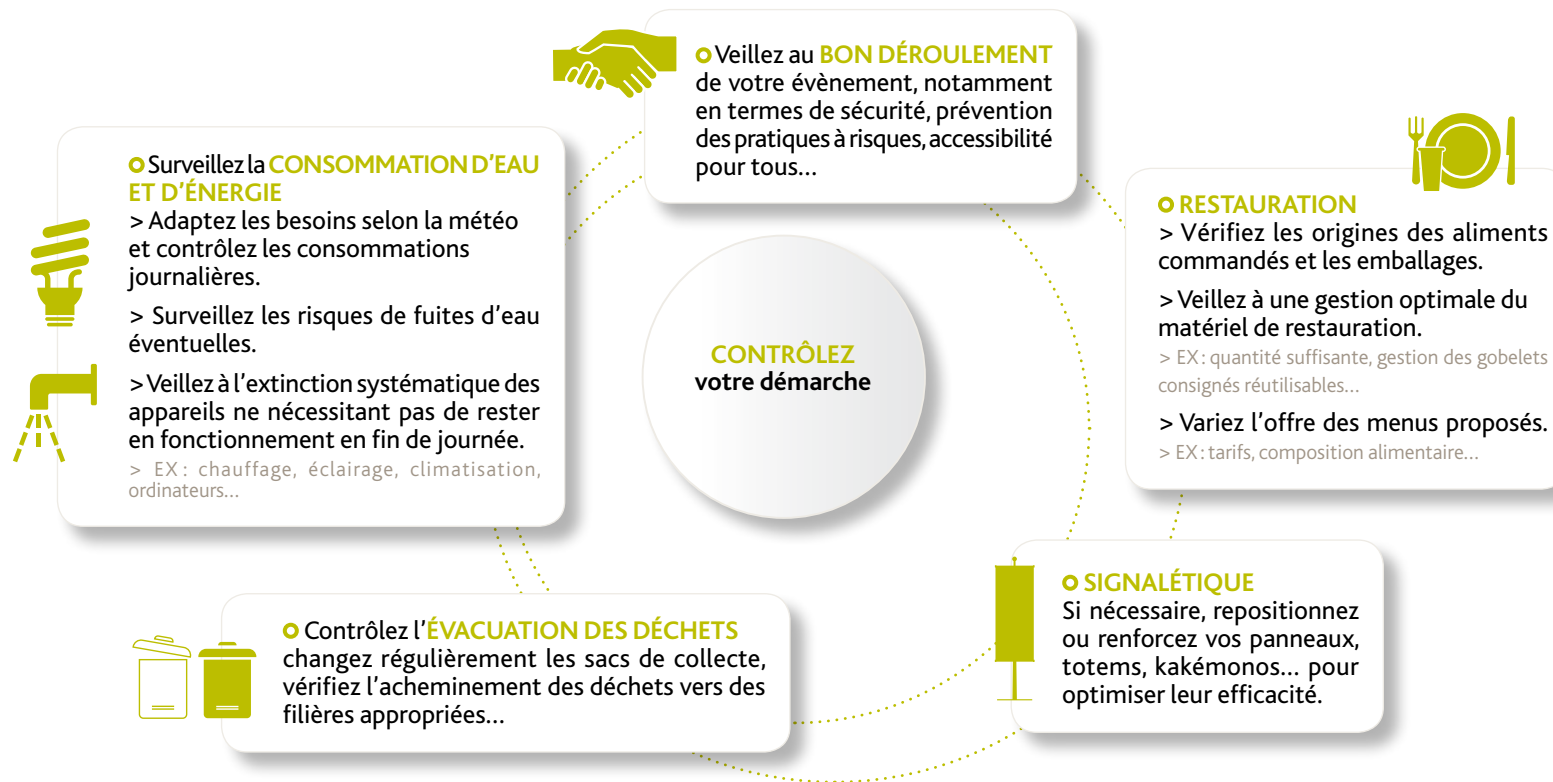 Veillez au BON DÉROULEMENT
de votre évènement, notamment
en termes de sécurité, prévention
des pratiques à risques, accessibilité
pour tous...
Surveillez la CONSOMMATION D'EAU
ET D'ÉNERGIE
> Adaptez les besoins selon la météo
et contrôlez les consommations
journalières.
> Surveillez les risques de fuites d'eau
éventuelles.
> Veillez à l'extinction systématique des
appareils ne nécessitant pas de rester
en fonctionnement en fin de journée.
> EX : chauffage, éclairage, climatisation,
ordinateurs...
RESTAURATION
> Vérifiez les origines des aliments
commandés et les emballages.
> Veillez à une gestion optimale du
matériel de restauration.
> EX : quantité suffisante, gestion des gobelets
consignés réutilisables...
> Variez l'offre des menus proposés.
> EX : tarifs, composition alimentaire...
CONTRÔLEZ
votre démarche
SIGNALÉTIQUE
Si nécessaire, repositionnez
ou renforcez vos panneaux,
totems, kakémonos... pour
optimiser leur efficacité.
Contrôlez l'ÉVACUATION DES DÉCHETS
changez régulièrement les sacs de collecte,
vérifiez l'acheminement des déchets vers des
filières appropriées...